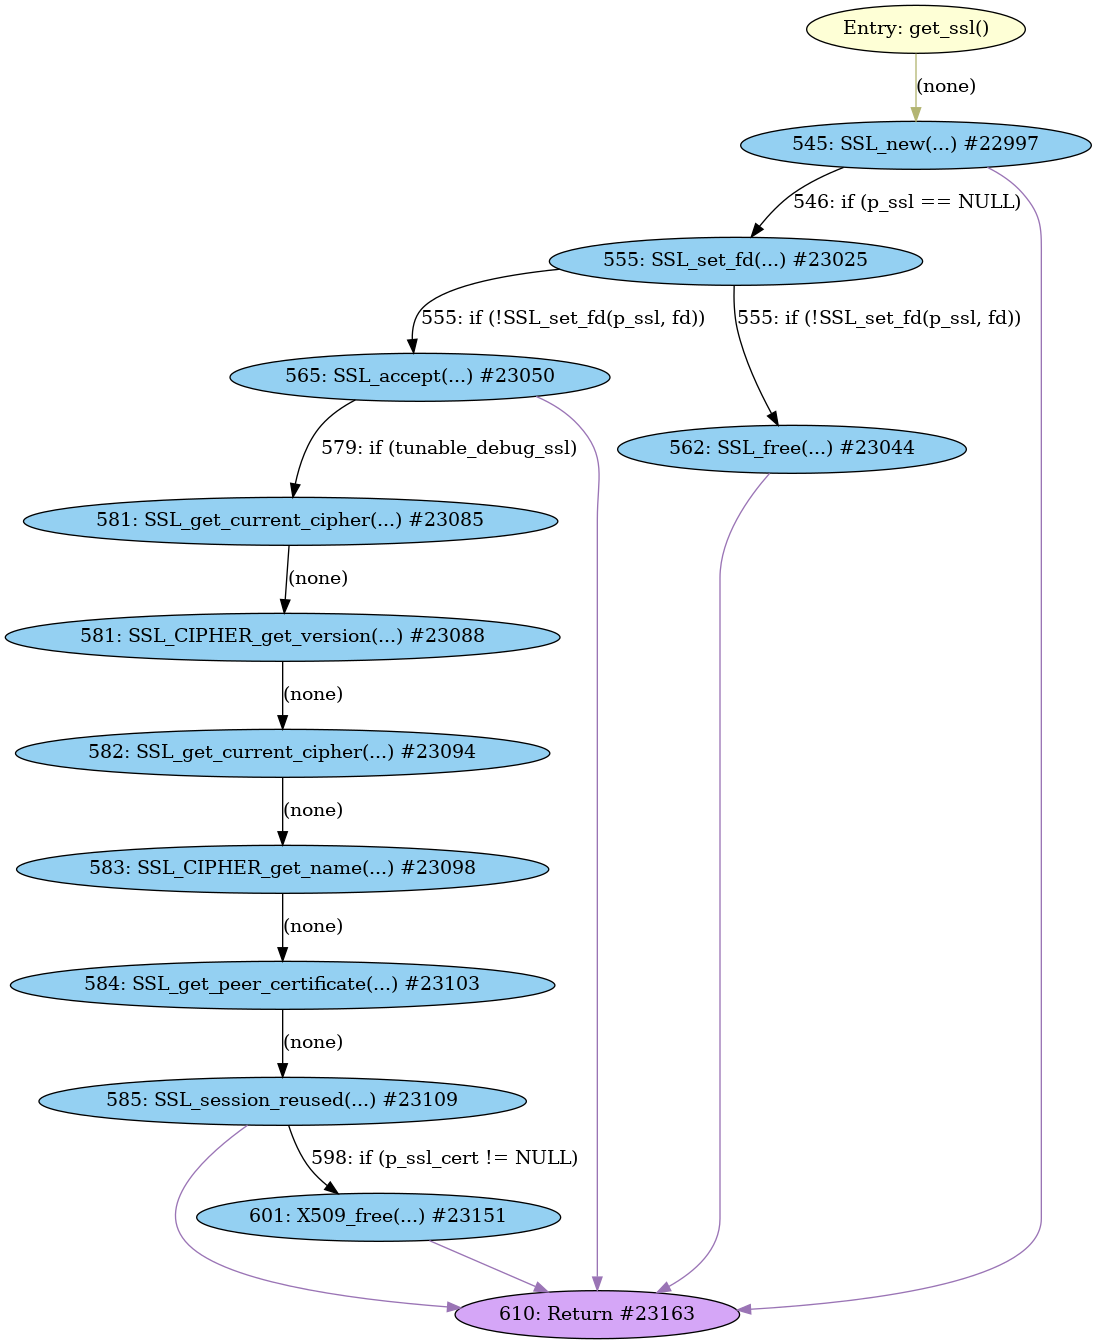 Entry: get_ssl()
(none)
545: SSL_new(...) #22997
546: if (p_ssl == NULL)
555: SSL_set_fd(...) #23025
555: if (!SSL_set_fd(p_ssl, fd))
555: if (!SSL_set_fd(p_ssl, fd))
565: SSL_accept(...) #23050
579: if (tunable_debug_ssl)
562: SSL_free(...) #23044
581: SSL_get_current_cipher(...) #23085
(none)
581: SSL_CIPHER_get_version(...) #23088
(none)
582: SSL_get_current_cipher(...) #23094
(none)
583: SSL_CIPHER_get_name(...) #23098
(none)
584: SSL_get_peer_certificate(...) #23103
(none)
585: SSL_session_reused(...) #23109
598: if (p_ssl_cert != NULL)
601: X509_free(...) #23151
610: Return #23163